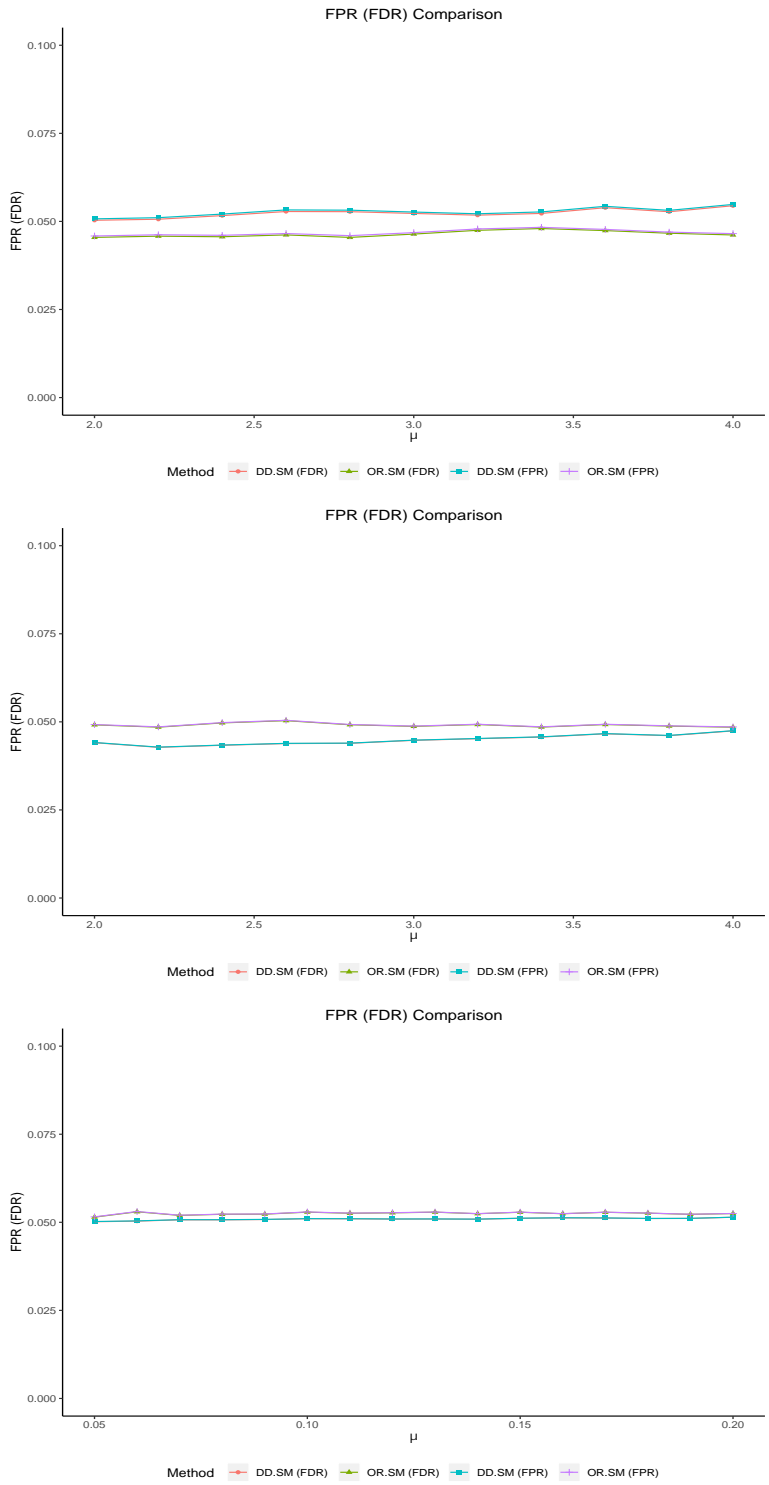 FPR (FDR) Comparison
0.100
0.075
0.050
0.025
0.000
FPR (FDR)
2.0 2.5 3.0 3.5 4.0
μ
Method DD.SM (FDR) OR.SM (FDR) DD.SM (FPR) OR.SM (FPR)
FPR (FDR) Comparison
0.100
0.075
0.050
0.025
0.000
FPR (FDR)
2.0 2.5 3.0 3.5 4.0
μ
Method DD.SM (FDR) OR.SM (FDR) DD.SM (FPR) OR.SM (FPR)
FPR (FDR) Comparison
0.100
0.075
0.050
0.025
0.000
FPR (FDR)
0.05 0.10 0.15 0.20
μ
Method DD.SM (FDR) OR.SM (FDR) DD.SM (FPR) OR.SM (FPR)